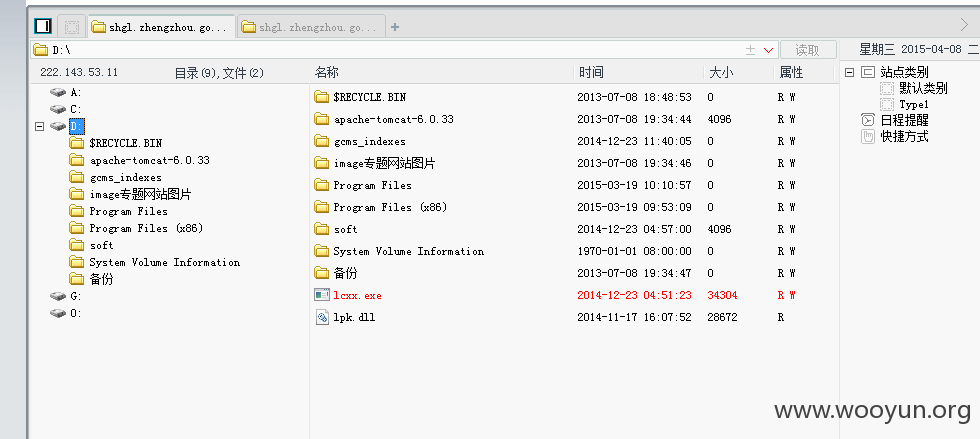 shgl.zhengzhou.go...
shgl.zhengzhou.go...
+
D:\
读取
星期三 2015-04-08 二
222.143.53.11
目录(9),文件(2)
名称 时间 大小 属性
A:
C:
D:
$RECYCLE.BIN
apache-tomcat-6.0.33
gcms_indexes
image专题网站图片
Program Files
Program Files (x86)
soft
System Volume Information
备份
G:
O:
$RECYCLE.BIN 2013-07-08 18:48:53 0 R W
apache-tomcat-6.0.33 2013-07-08 19:34:44 4096 R W
gcms_indexes 2014-12-23 11:40:05 0 R W
image专题网站图片 2013-07-08 19:34:46 0 R W
Program Files 2015-03-19 10:10:57 0 R W
Program Files (x86) 2015-03-19 09:53:09 0 R W
soft 2014-12-23 04:57:00 4096 R W
System Volume Information 1970-01-01 08:00:00 0 R W
备份 2013-07-08 19:34:47 0 R W
lcxx.exe 2014-12-23 04:51:23 34304 R W
lpk.dll 2014-11-17 16:07:52 28672 R
站点类别
默认类别
Type1
日程提醒
快捷方式
www.wooyun.org